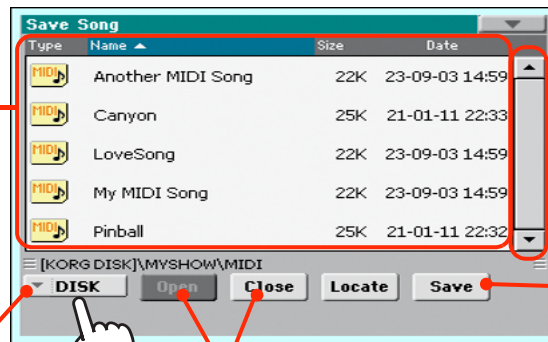 Save Song
Type Name Size Date
MIDI Another MIDI Song 22K 23-09-03 14:59
MIDI Canyon 25K 21-01-11 22:33
MIDI LoveSong 22K 23-09-03 14:59
MIDI My MIDI Song 22K 23-09-03 14:59
MIDI Pinball 25K 21-01-11 22:32
[KORG DISK]\MYSHOW\MIDI
DISK Open Close Locate Save